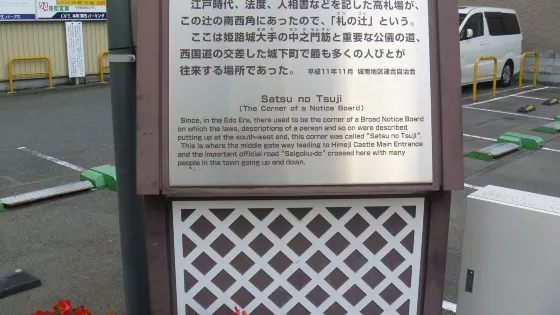 江戸時代、法度、人相書などを記した高札場が、
この辻の南西角にあったので、「札の辻」という。
ここは姫路城大手の中之門筋と重要な公儀の道、
西国道の交差した城下町で最も多くの人びとが
往来する場所であった。 平成11年11月 城南地区連合自治会
Satsu no Tsuji
(The Corner of a Notice Board)
Since, in the Edo Era, there used to be the corner of a Broad Notice Board
on which the laws, descriptions of a person and so on were described
putting up at the south-west end, this corner was called "Satsu no Tsuji".
This is where the middle gate way leading to Himeji Castle Main Entrance
and the important official road "Saigoku-do" crossed here with many
people in the town going up and down.